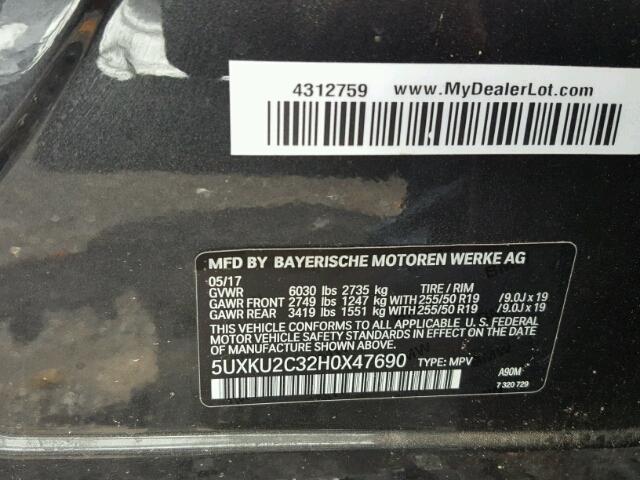 4312759 www.MyDealerLot.com
MFD BY BAYERISCHE MOTOREN WERKE AG
05/17
GVWR 6030 lbs 2735 kg TIRE / RIM
GAWR FRONT 2749 lbs 1247 kg WITH 255/50 R19 /9.0J x 19
GAWR REAR 3419 lbs 1551 kg WITH 255/50 R19 /9.0J x 19
THIS VEHICLE CONFORMS TO ALL APPLICABLE U. S. FEDERAL
MOTOR VEHICLE SAFETY STANDARDS IN EFFECT ON THE DATE
OF MANUFACTURE SHOWN ABOVE.
5UXKU2C32H0X47690 TYPE: MPV A90M
7 320 729